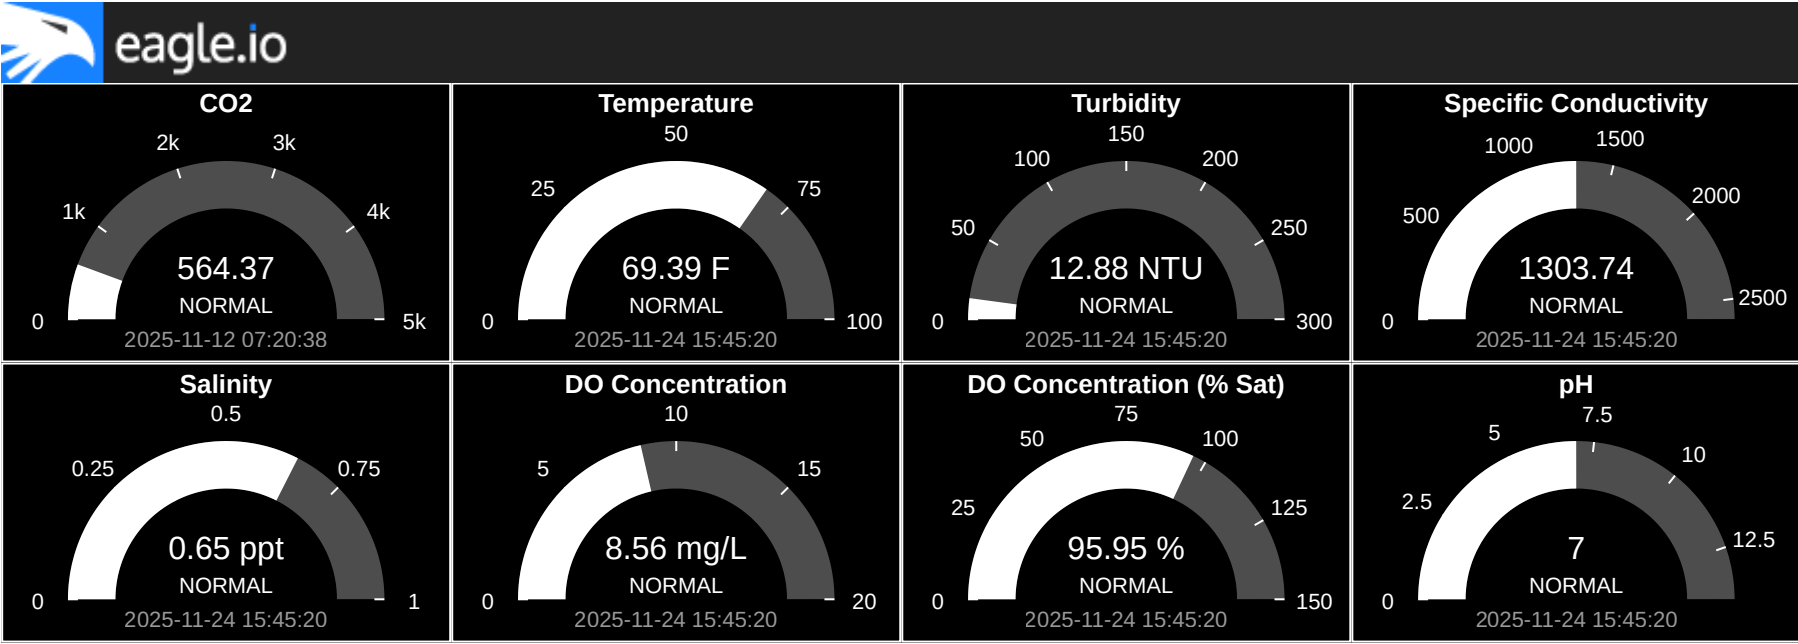 eagle.io
CO2
0
1k
2k
3k
4k
5k
564.37
NORMAL
2025-11-12 07:20:38
Temperature
0
25
50
75
100
69.39 F
NORMAL
2025-11-24 15:45:20
Turbidity
0
50
100
150
200
250
300
12.88 NTU
NORMAL
2025-11-24 15:45:20
Specific Conductivity
0
500
1000
1500
2000
2500
1303.74
NORMAL
2025-11-24 15:45:20
Salinity
0
0.25
0.5
0.75
1
0.65 ppt
NORMAL
2025-11-24 15:45:20
DO Concentration
0
5
10
15
20
8.56 mg/L
NORMAL
2025-11-24 15:45:20
DO Concentration (% Sat)
0
25
50
75
100
125
150
95.95 %
NORMAL
2025-11-24 15:45:20
pH
0
2.5
5
7.5
10
12.5
7
NORMAL
2025-11-24 15:45:20